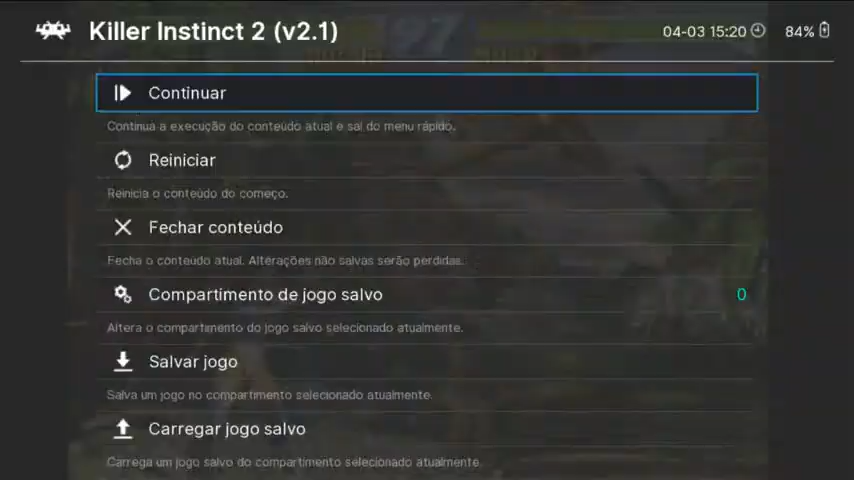 Killer Instinct 2 (v2.1)
04-03 15:20
84%
97
Continuar
Continua a execução do conteúdo atual e sai do menu rápido.
Reiniciar
Reinicia o conteúdo do começo.
Fechar conteúdo
Fecha o conteúdo atual. Alterações não salvas serão perdidas.
Compartimento de jogo salvo
0
Altera o compartimento do jogo salvo selecionado atualmente.
Salvar jogo
Salva um jogo no compartimento selecionado atualmente.
Carregar jogo salvo
Carrega um jogo salvo do compartimento selecionado atualmente.